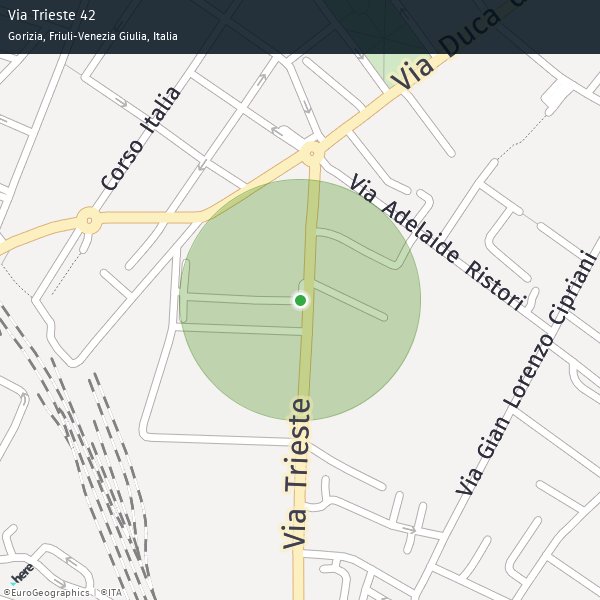 Via Trieste 42
Gorizia, Friuli-Venezia Giulia, Italia
Via Duca
Corso Italia
Via Adelaide Ristori
Via Gian Lorenzo Cipriani
Via Trieste
here
©EuroGeographics | ©ITA